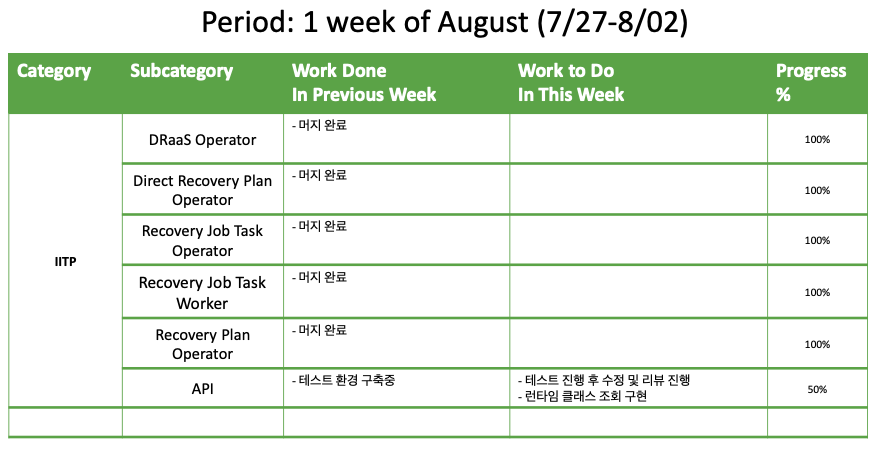 Period: 1 week of August (7/27-8/02)
Category
Subcategory
Work Done
In Previous Week
Work to Do
In This Week
Progress
%
IITP
DRaaS Operator
- 머지 완료
100%
Direct Recovery Plan
Operator
- 머지 완료
100%
Recovery Job Task
Operator
- 머지 완료
100%
Recovery Job Task
Worker
- 머지 완료
100%
Recovery Plan
Operator
- 머지 완료
100%
API
- 테스트 환경 구축중
- 테스트 진행 후 수정 및 리뷰 진행
- 런타임 클래스 조회 구현
50%